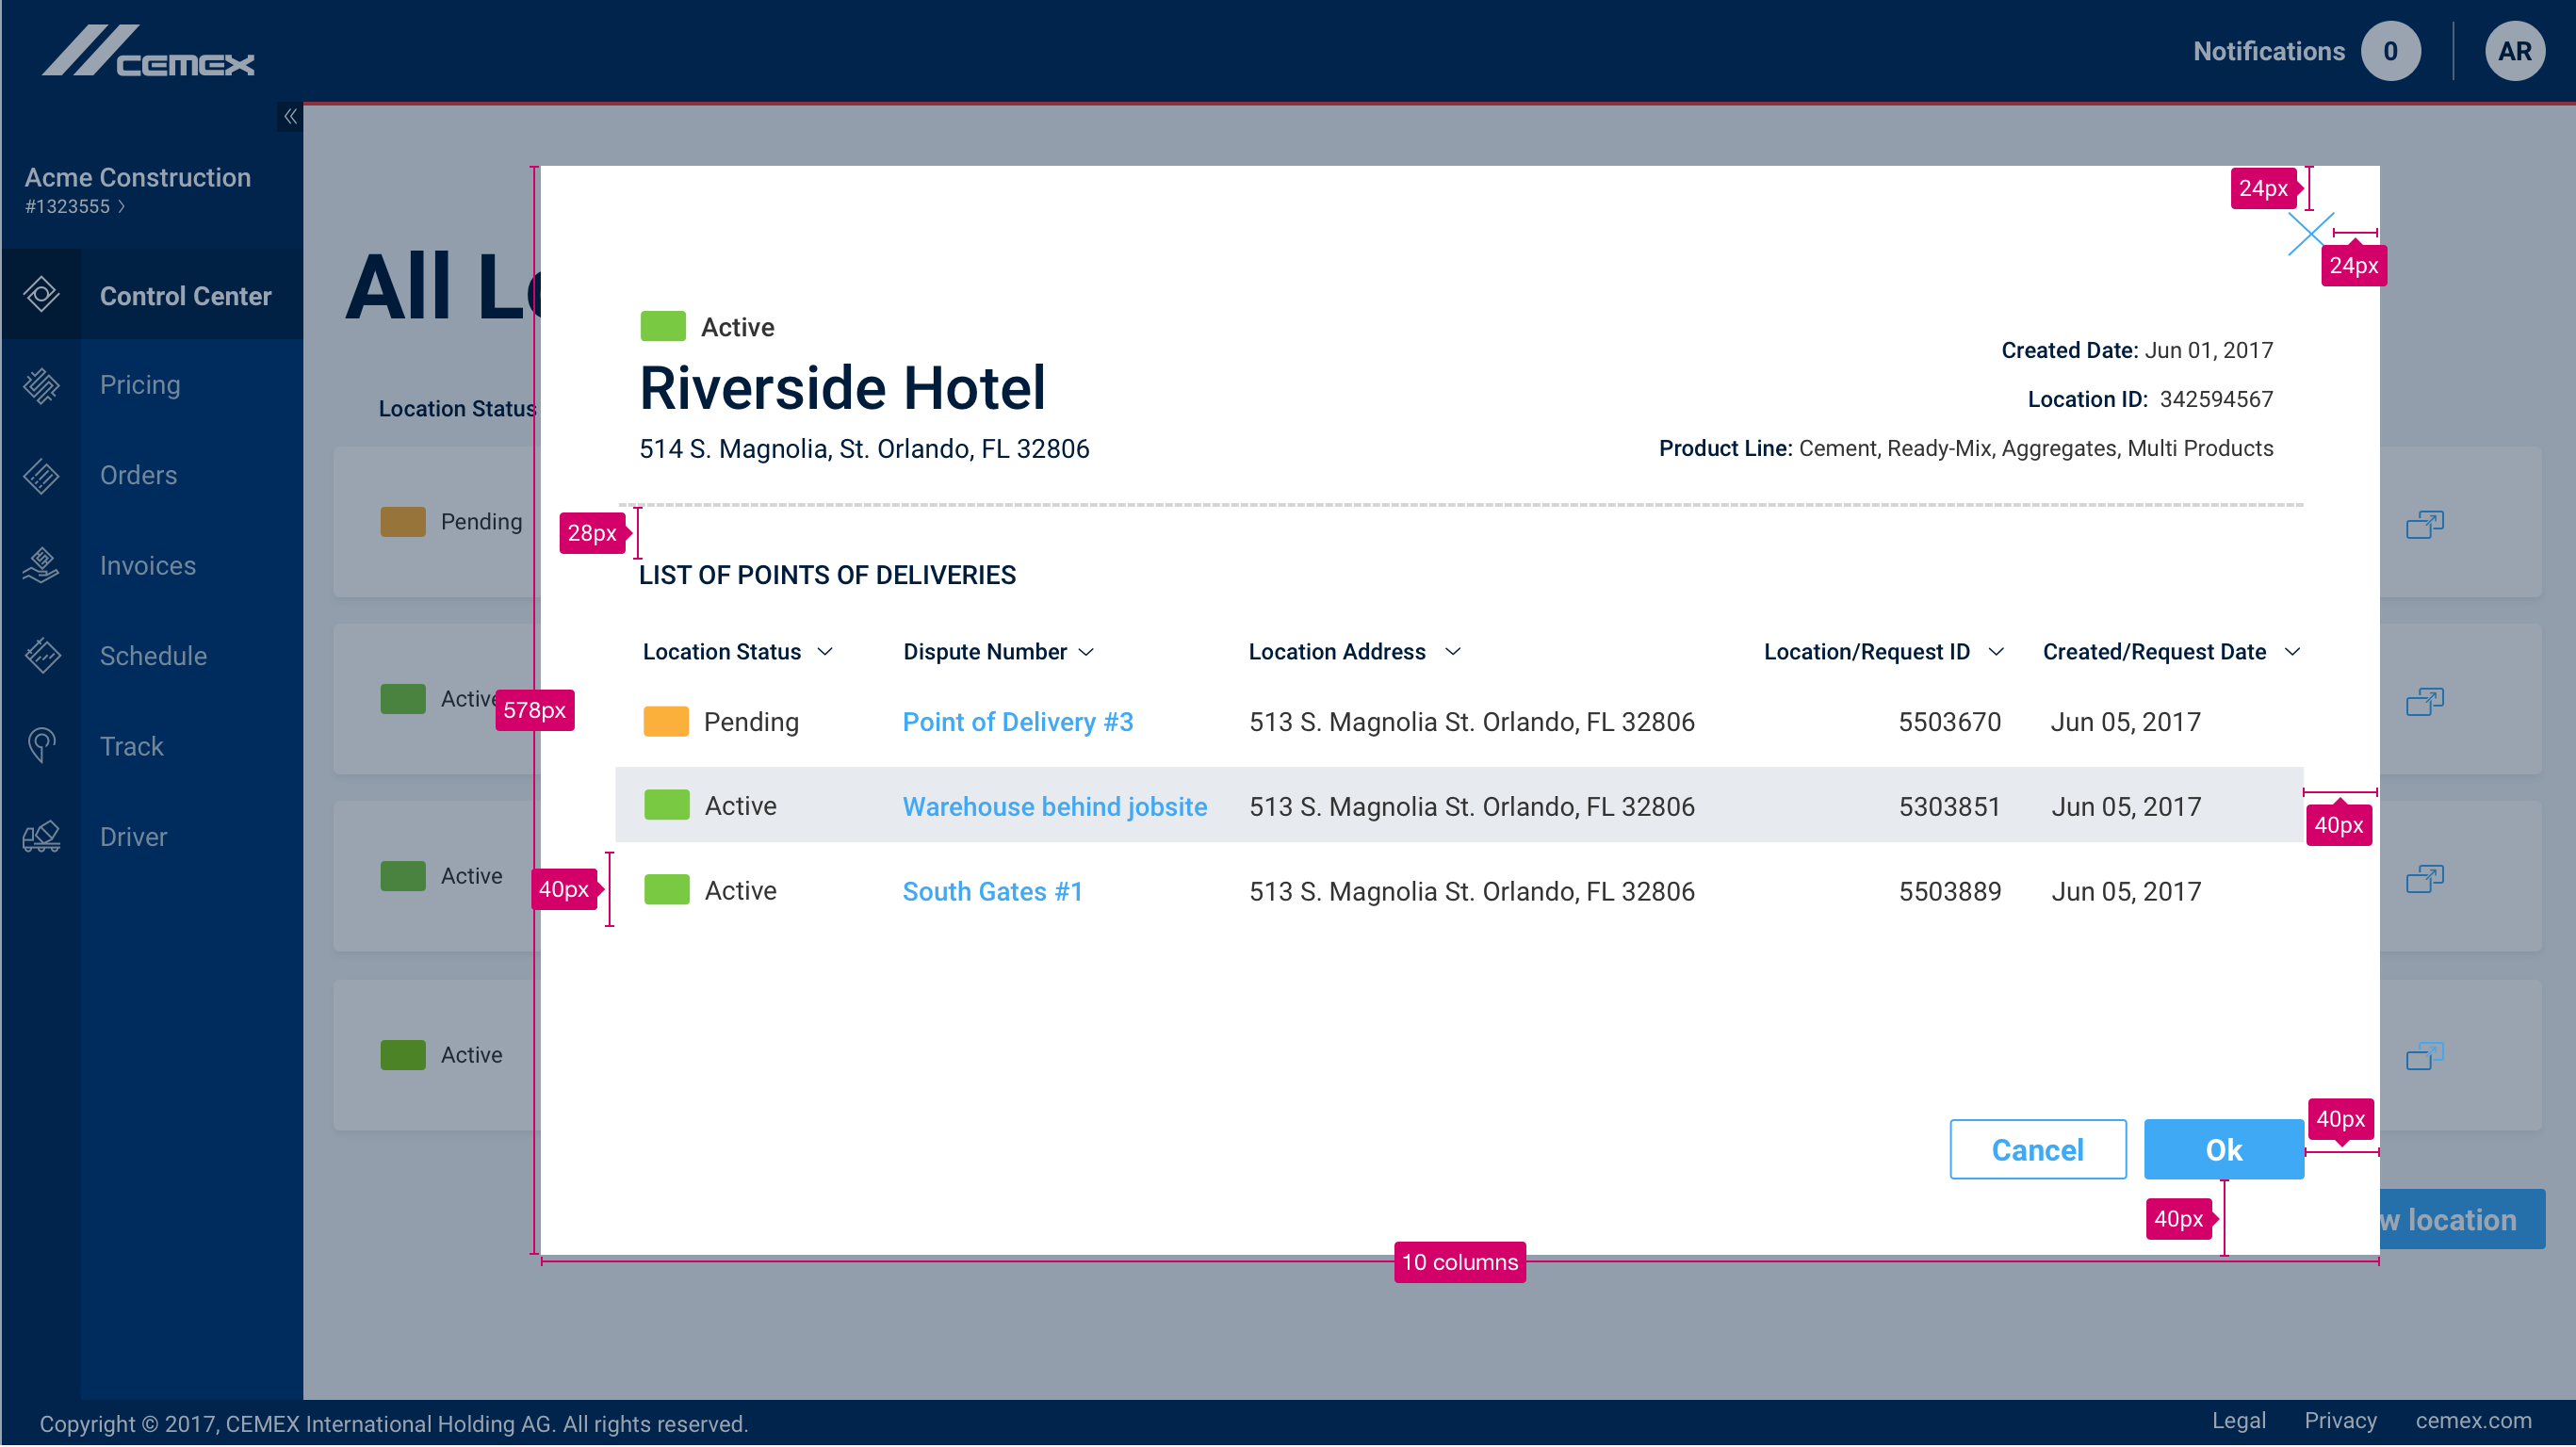 CEMEX
Notifications 0 AR
Acme Construction
#1323555
Control Center
Pricing
Orders
Invoices
Schedule
Track
Driver
All Lo
Location Status
Pending
Active
Active
Active
24px
24px
Active
Riverside Hotel
514 S. Magnolia, St. Orlando, FL 32806
Created Date: Jun 01, 2017
Location ID: 342594567
Product Line: Cement, Ready-Mix, Aggregates, Multi Products
28px
LIST OF POINTS OF DELIVERIES
Location Status Dispute Number Location Address Location/Request ID Created/Request Date
578px
Pending Point of Delivery #3 513 S. Magnolia St. Orlando, FL 32806 5503670 Jun 05, 2017
Active Warehouse behind jobsite 513 S. Magnolia St. Orlando, FL 32806 5303851 Jun 05, 2017
40px
40px
Active South Gates #1 513 S. Magnolia St. Orlando, FL 32806 5503889 Jun 05, 2017
40px
Cancel Ok
40px
w location
10 columns
Copyright © 2017, CEMEX International Holding AG. All rights reserved.
Legal Privacy cemex.com